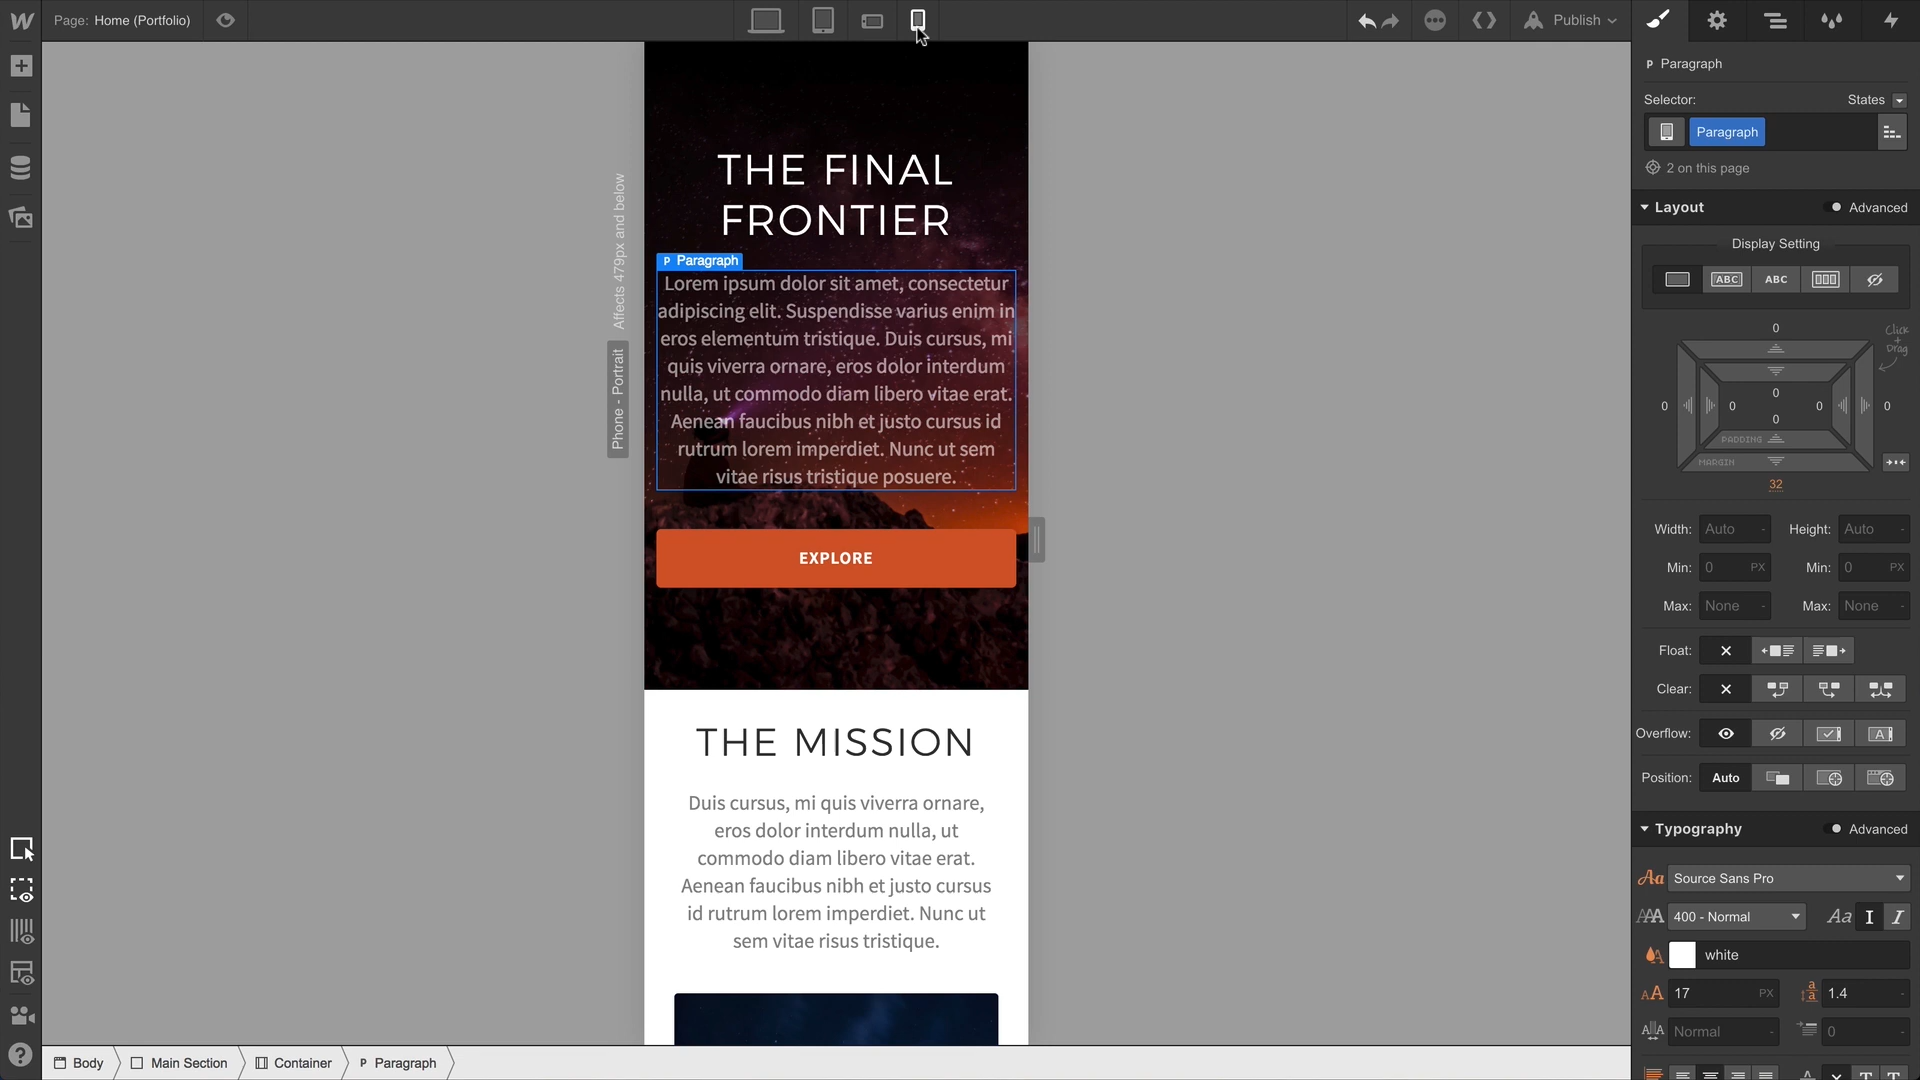 Page: Home (Portfolio)
Publish
P Paragraph
Selector:
States
Paragraph
2 on this page
Layout
Advanced
Display Setting
ABC
ABC
0
Click
+
Drag
0
0
0
0
0
0
PADDING
MARGIN
32
Width:
Auto
-
Height:
Auto
-
Min:
0
PX
Min:
0
PX
Max:
None
-
Max:
None
-
Float:
Clear:
Overflow:
Position:
Auto
Typography
Advanced
Source Sans Pro
400 - Normal
Aa
I
I
white
17
PX
1.4
-
Normal
-
0
Affects 479px and below
Phone - Portrait
THE FINAL
FRONTIER
P Paragraph
Lorem ipsum dolor sit amet, consectetur
adipiscing elit. Suspendisse varius enim in
eros elementum tristique. Duis cursus, mi
quis viverra ornare, eros dolor interdum
nulla, ut commodo diam libero vitae erat.
Aenean faucibus nibh et justo cursus id
rutrum lorem imperdiet. Nunc ut sem
vitae risus tristique posuere.
EXPLORE
THE MISSION
Duis cursus, mi quis viverra ornare,
eros dolor interdum nulla, ut
commodo diam libero vitae erat.
Aenean faucibus nibh et justo cursus
id rutrum lorem imperdiet. Nunc ut
sem vitae risus tristique.
Body
Main Section
Container
P Paragraph